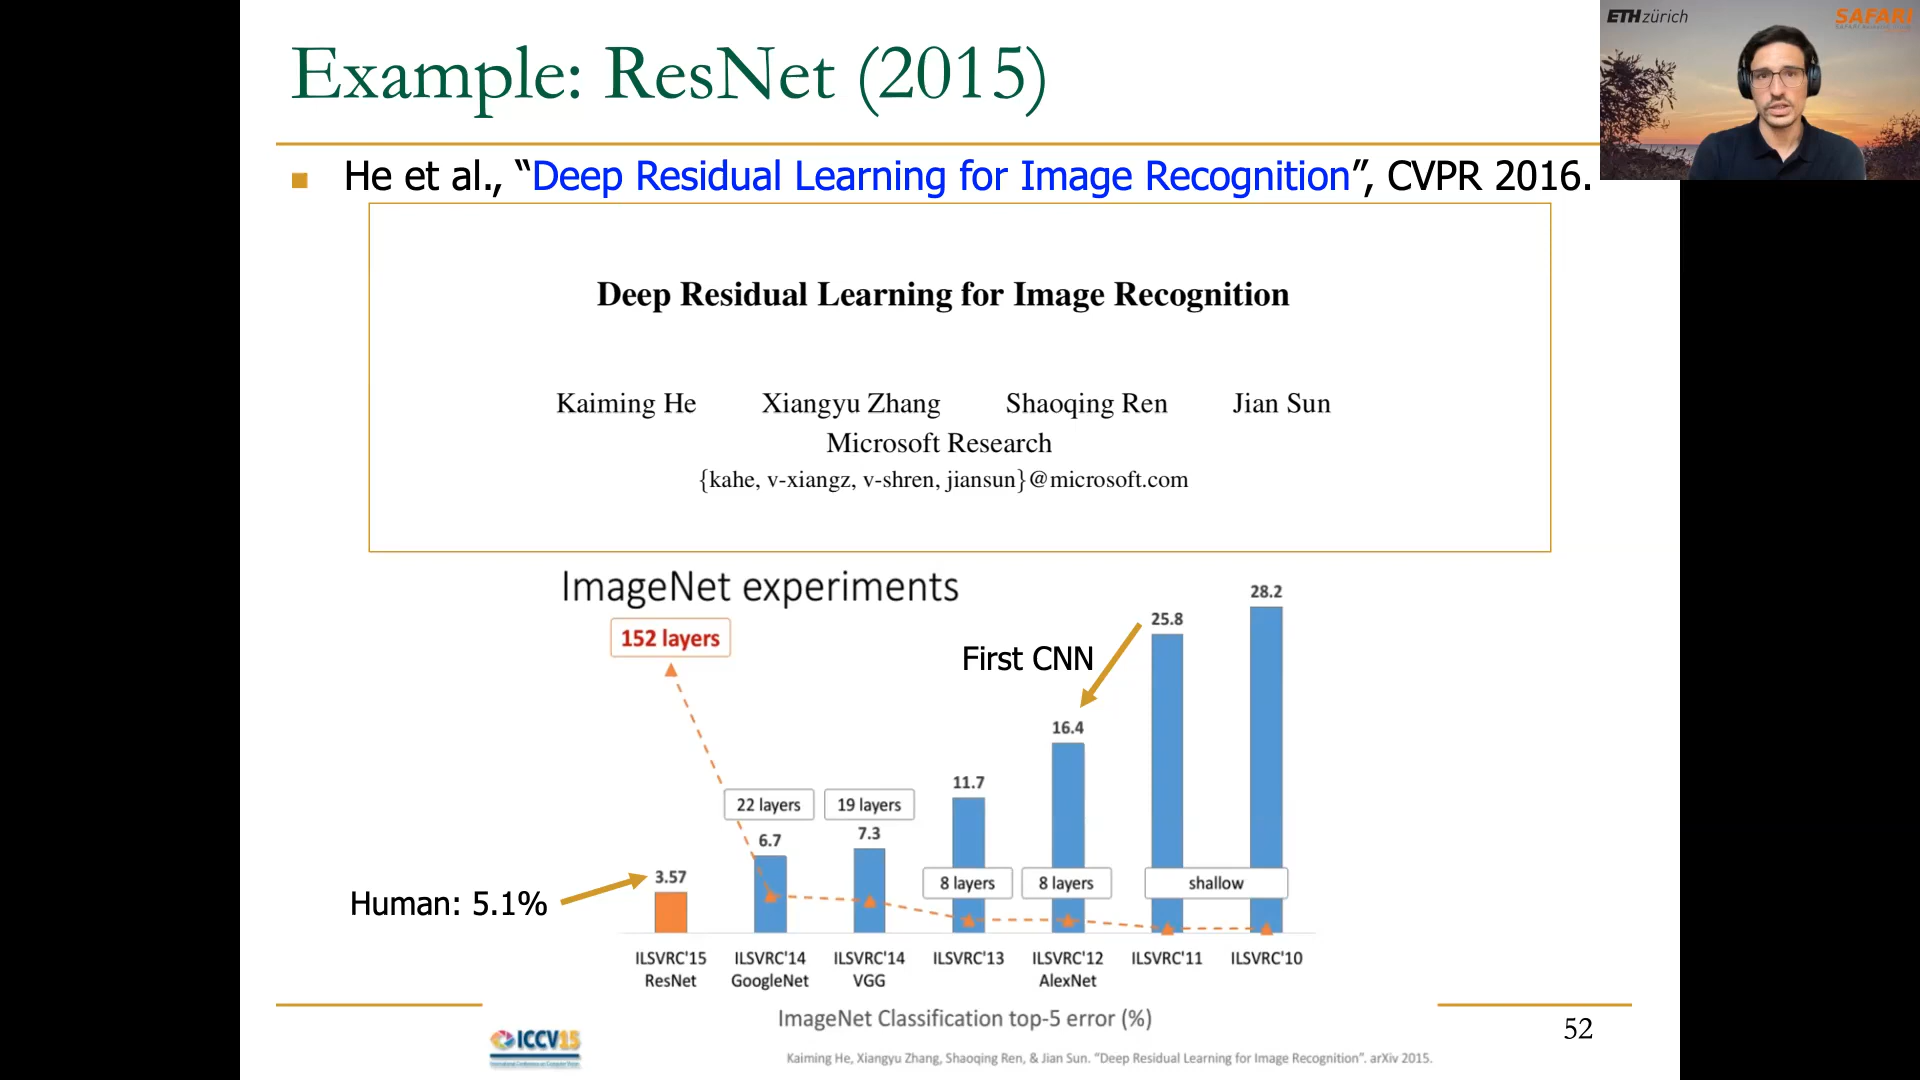 Example: ResNet (2015)
ETHzürich
SAFARI
He et al., “Deep Residual Learning for Image Recognition”, CVPR 2016.
Deep Residual Learning for Image Recognition
Kaiming He Xiangyu Zhang Shaoqing Ren Jian Sun
Microsoft Research
{kahe, v-xiangz, v-shren, jiansun}@microsoft.com
ImageNet experiments
28.2
25.8
152 layers
First CNN
16.4
11.7
22 layers 19 layers
6.7 7.3
3.57
8 layers 8 layers shallow
Human: 5.1%
ILSVRC'15 ILSVRC'14 ILSVRC'14 ILSVRC'13 ILSVRC'12 ILSVRC'11 ILSVRC'10
ResNet GoogleNet VGG AlexNet
ImageNet Classification top-5 error (%)
52
ICCV15
Kaiming He, Xiangyu Zhang, Shaoqing Ren, & Jian Sun. “Deep Residual Learning for Image Recognition”. arXiv 2015.